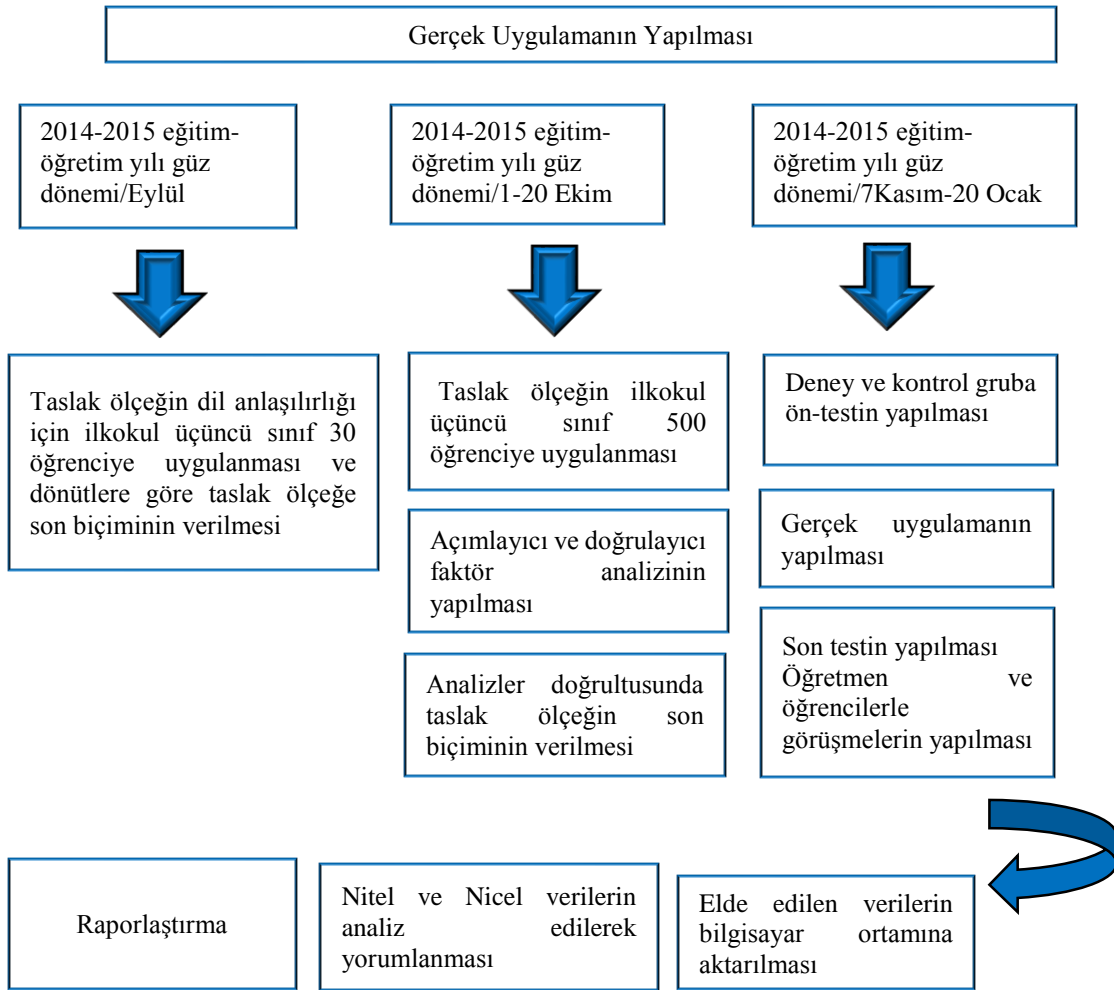 Gerçek Uygulamanın Yapılması
2014-2015 eğitim-
öğretim yılı güz
dönemi/Eylül
2014-2015 eğitim-
öğretim yılı güz
dönemi/1-20 Ekim
2014-2015 eğitim-
öğretim yılı güz
dönemi/7Kasım-20 Ocak
Taslak ölçeğin dil anlaşılırlığı
için ilkokul üçüncü sınıf 30
öğrenciye uygulanması ve
dönütlere göre taslak ölçeğe
son biçiminin verilmesi
Taslak ölçeğin ilkokul
üçüncü sınıf 500
öğrenciye uygulanması
Açımlayıcı ve doğrulayıcı
faktör analizinin
yapılması
Analizler doğrultusunda
taslak ölçeğin son
biçiminin verilmesi
Deney ve kontrol gruba
ön-testin yapılması
Gerçek uygulamanın
yapılması
Son testin yapılması
Öğretmen ve
öğrencilerle
görüşmelerin yapılması
Raporlaştırma
Nitel ve Nicel verilerin
analiz edilerek
yorumlanması
Elde edilen verilerin
bilgisayar ortamına
aktarılması